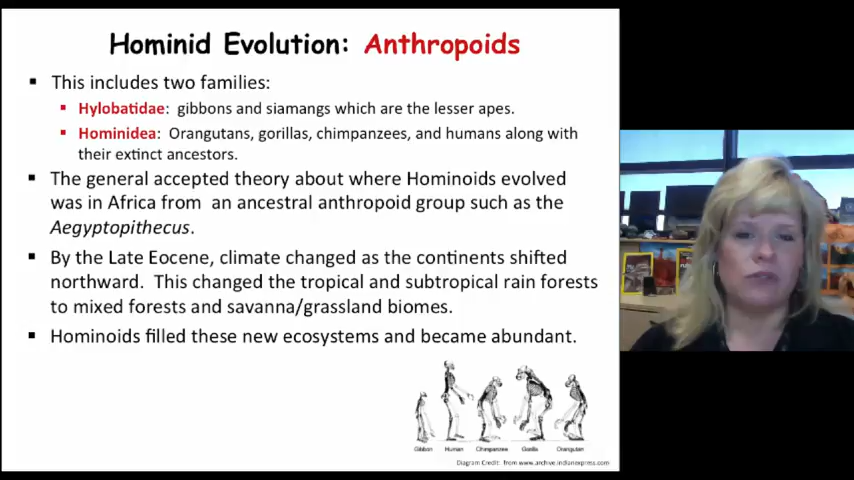 Hominid Evolution: Anthropoids
▪ This includes two families:
▪ Hylobatidae: gibbons and siamangs which are the lesser apes.
▪ Hominidea: Orangutans, gorillas, chimpanzees, and humans along with
their extinct ancestors.
▪ The general accepted theory about where Hominoids evolved
was in Africa from an ancestral anthropoid group such as the
Aegyptopithecus.
▪ By the Late Eocene, climate changed as the continents shifted
northward. This changed the tropical and subtropical rain forests
to mixed forests and savanna/grassland biomes.
▪ Hominoids filled these new ecosystems and became abundant.
Gibbon Human Chimpanzee Gorilla Orangutan
Diagram Credit: from www.archive.indianexpress.com